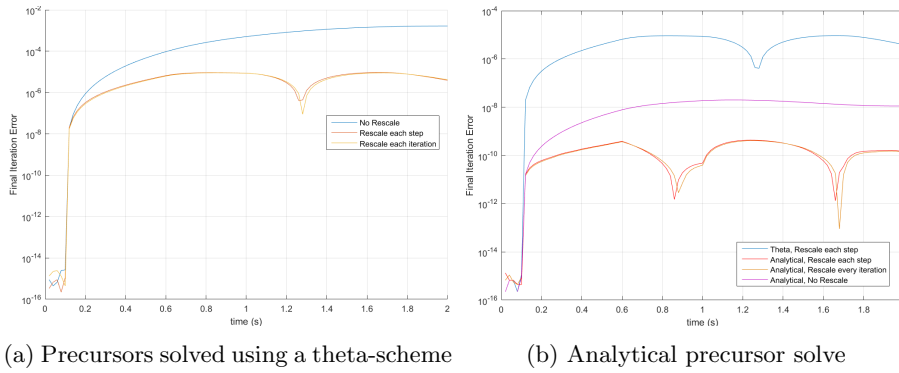 10^-2
10^-4
10^-6
10^-8
10^-10
10^-12
10^-14
10^-16
Final Iteration Error
0 0.2 0.4 0.6 0.8 1 1.2 1.4 1.6 1.8 2
time (s)
No Rescale
Rescale each step
Rescale each iteration
(a) Precursors solved using a theta-scheme
10^-4
10^-6
10^-8
10^-10
10^-12
10^-14
10^-16
Final Iteration Error
0 0.2 0.4 0.6 0.8 1 1.2 1.4 1.6 1.8
time (s)
Theta, Rescale each step
Analytical, Rescale each step
Analytical, Rescale every iteration
Analytical, No Rescale
(b) Analytical precursor solve